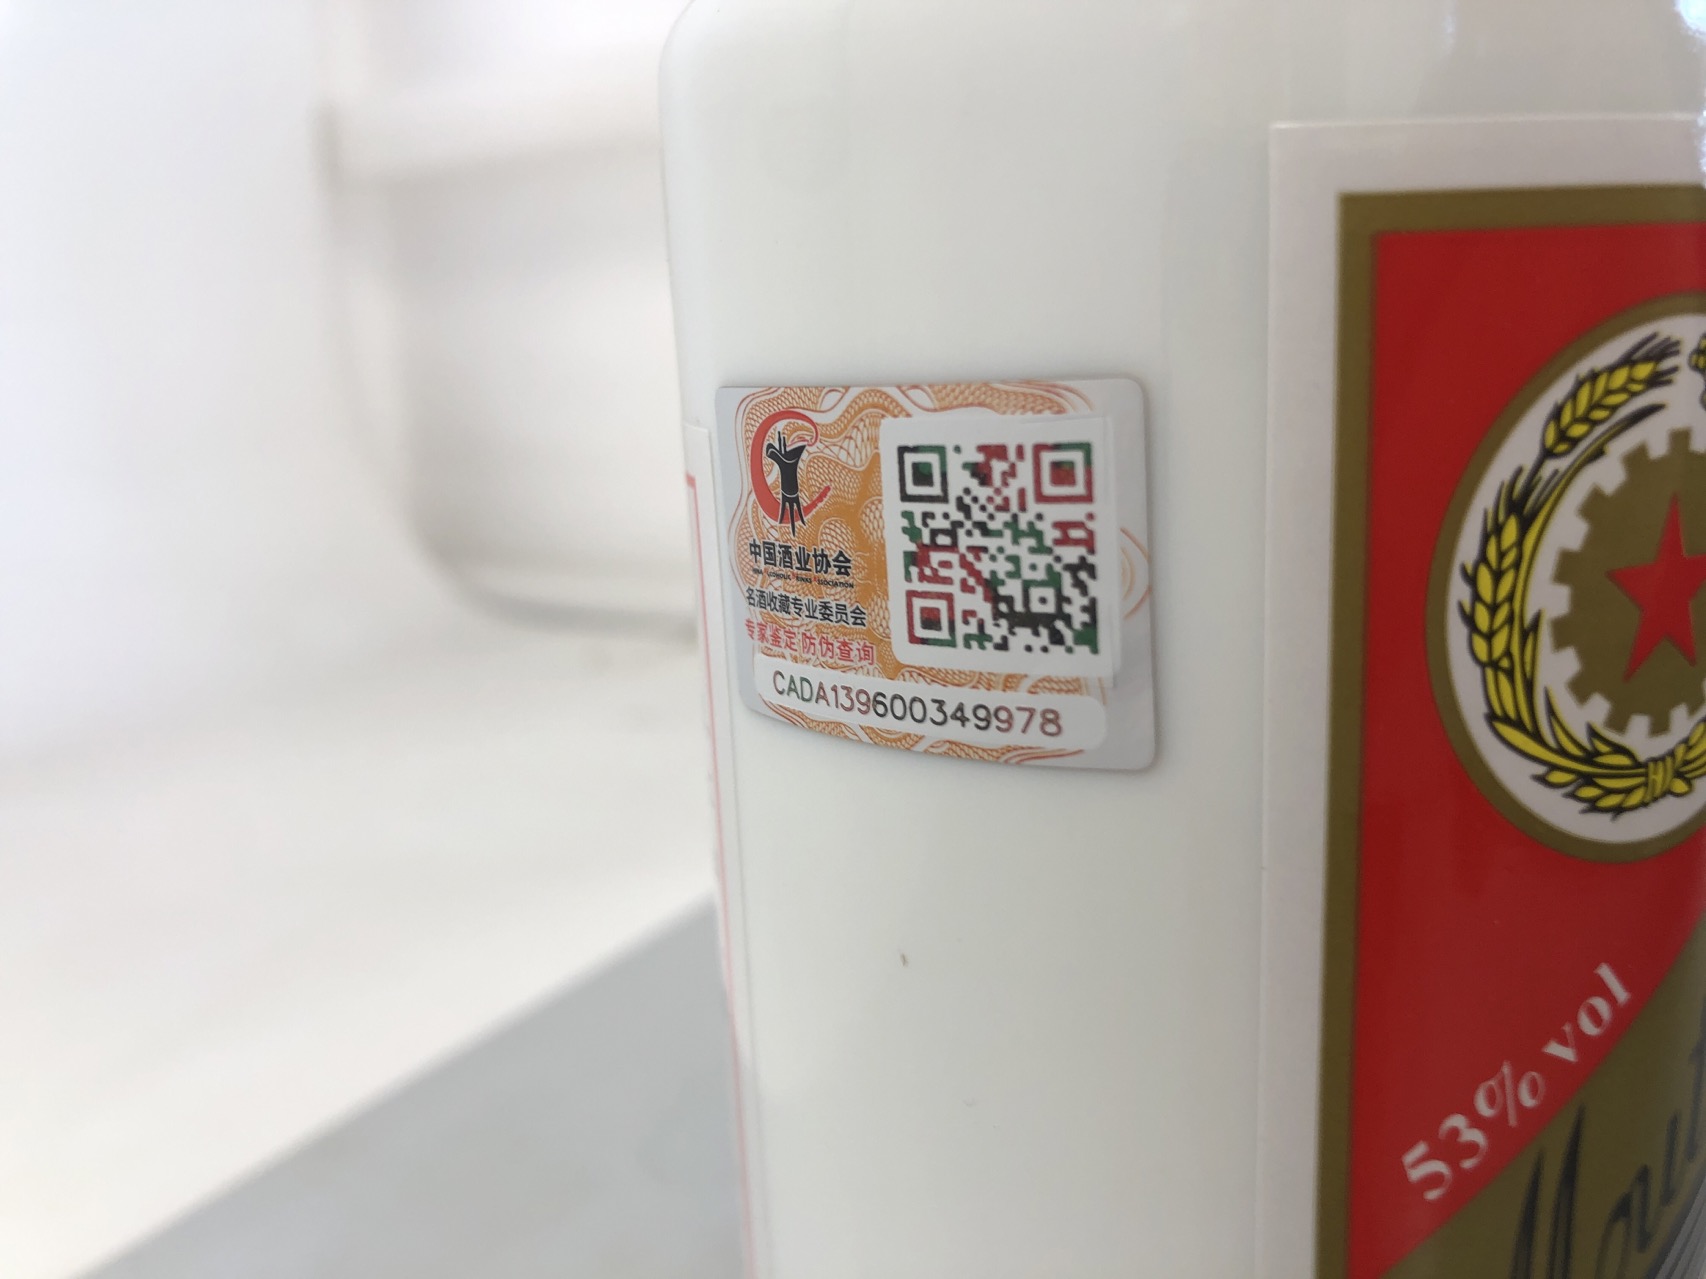 中国酒业协会
名酒收藏专业委员会
专家鉴定 防伪查询
CADA139600349978
53% vol